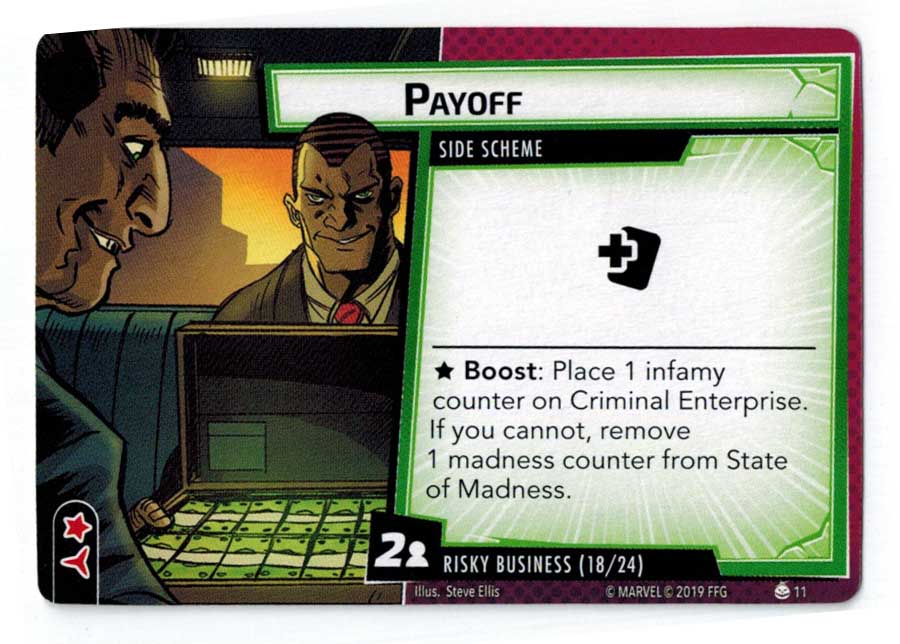 PAYOFF
SIDE SCHEME
★ Boost: Place 1 infamy
counter on Criminal Enterprise.
If you cannot, remove
1 madness counter from State
of Madness.
2
RISKY BUSINESS (18/24)
Illus. Steve Ellis
© MARVEL © 2019 FFG
11